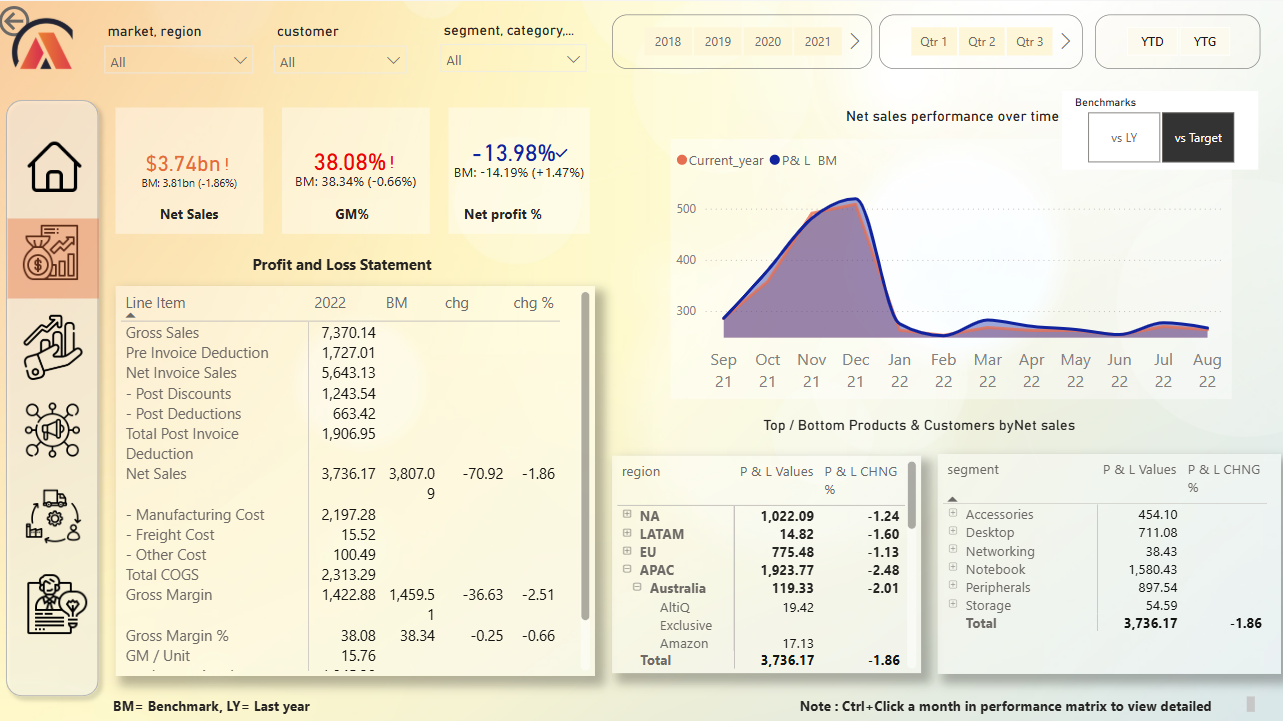 market, region
customer
segment, category,...
All
All
All
2018 2019 2020 2021
Qtr 1 Qtr 2 Qtr 3
YTD YTG
$3.74bn !
BM: 3.81bn (-1.86%)
Net Sales
38.08% !
BM: 38.34% (-0.66%)
GM%
-13.98%✓
BM: -14.19% (+1.47%)
Net profit %
Net sales performance over time
Benchmarks
vs LY
vs Target
Current_year P& L BM
500
400
300
Sep Oct Nov Dec Jan Feb Mar Apr May Jun Jul Aug
21 21 21 21 22 22 22 22 22 22 22 22
Profit and Loss Statement
Line Item 2022 BM chg chg %
Gross Sales 7,370.14
Pre Invoice Deduction 1,727.01
Net Invoice Sales 5,643.13
- Post Discounts 1,243.54
- Post Deductions 663.42
Total Post Invoice 1,906.95
Deduction
Net Sales 3,736.17 3,807.0 -70.92 -1.86
9
- Manufacturing Cost 2,197.28
- Freight Cost 15.52
- Other Cost 100.49
Total COGS 2,313.29
Gross Margin 1,422.88 1,459.5 -36.63 -2.51
1
Gross Margin % 38.08 38.34 -0.25 -0.66
GM / Unit 15.76
Top / Bottom Products & Customers byNet sales
region P & L Values P & L CHNG
%
NA 1,022.09 -1.24
LATAM 14.82 -1.60
EU 775.48 -1.13
APAC 1,923.77 -2.48
Australia 119.33 -2.01
AltiQ 19.42
Exclusive
Amazon 17.13
Total 3,736.17 -1.86
segment P & L Values P & L CHNG
%
Accessories 454.10
Desktop 711.08
Networking 38.43
Notebook 1,580.43
Peripherals 897.54
Storage 54.59
Total 3,736.17 -1.86
BM= Benchmark, LY= Last year
Note : Ctrl+Click a month in performance matrix to view detailed